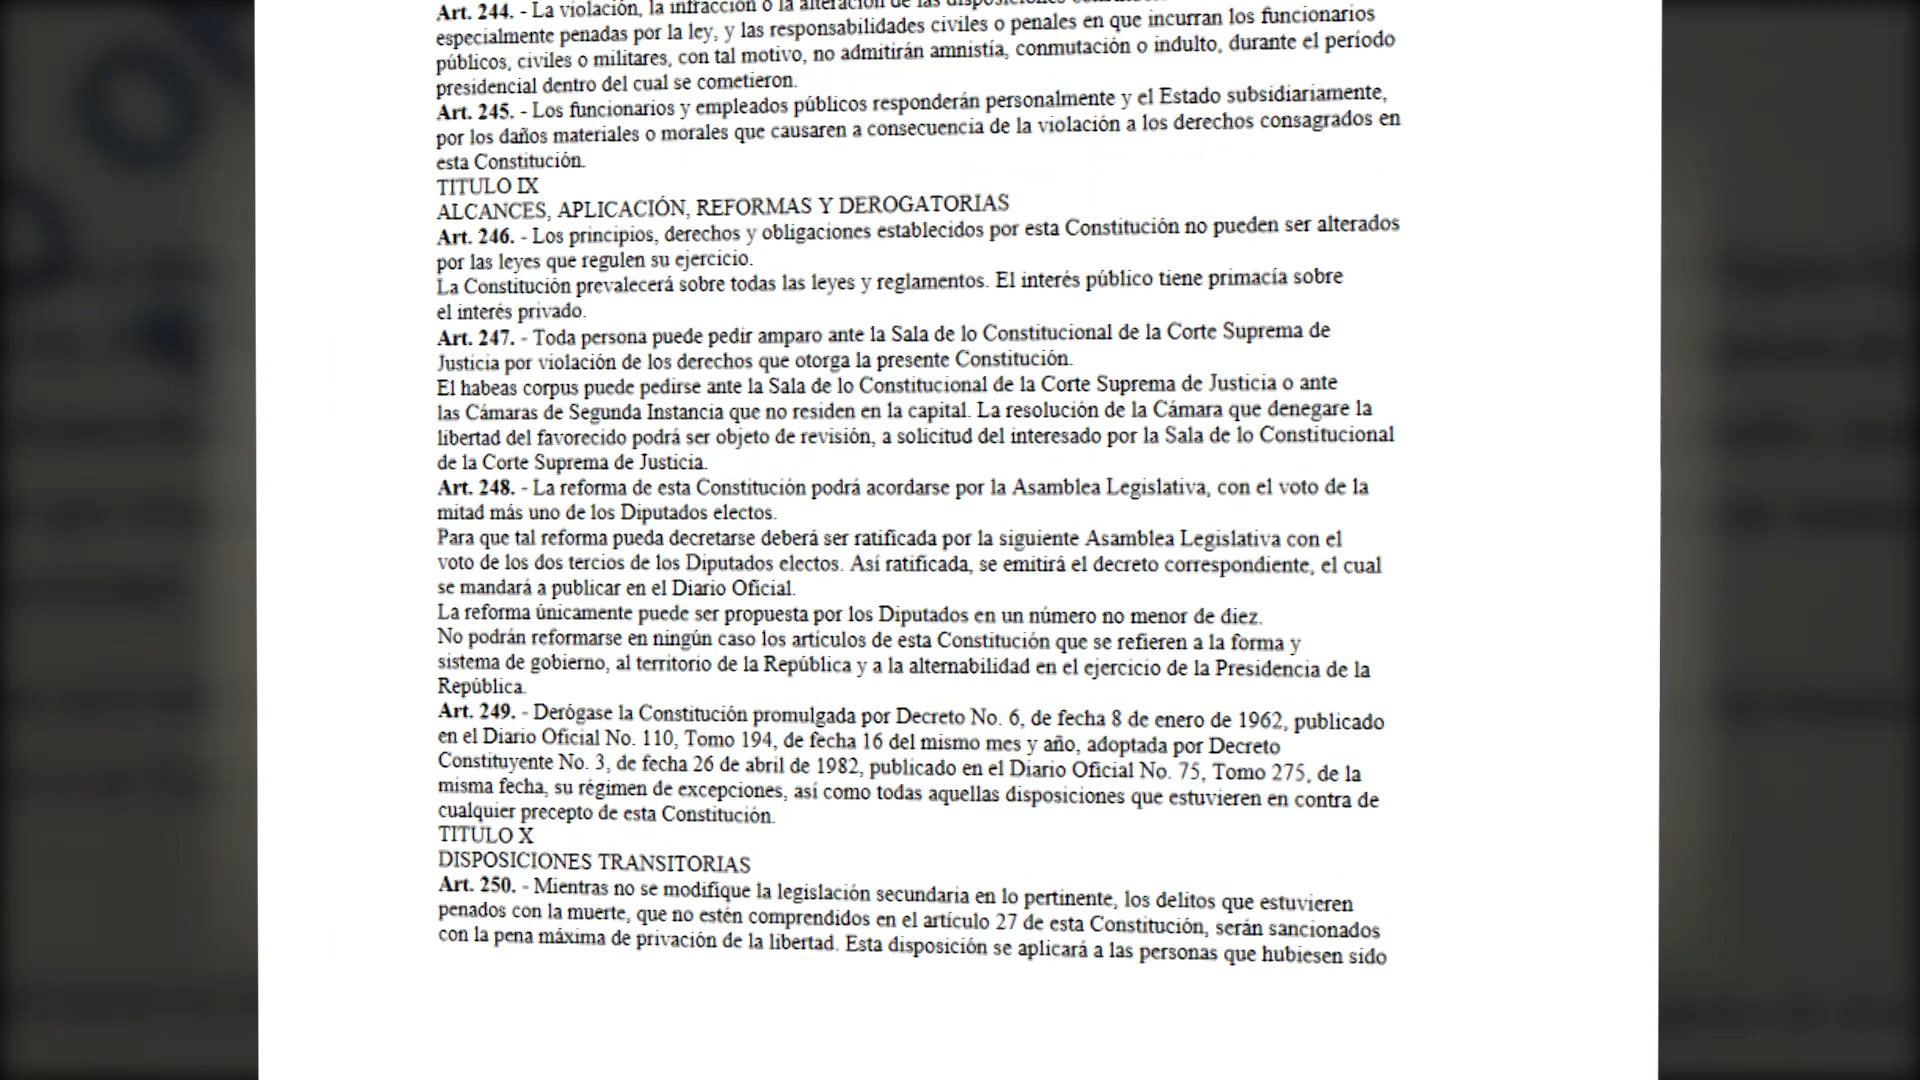 Art. 244. - La violación, la infracción o la alteración de las
especialmente penadas por la ley, y las responsabilidades civiles o penales en que incurran los funcionarios
públicos, civiles o militares, con tal motivo, no admitirán amnistía, conmutación o indulto, durante el período
presidencial dentro del cual se cometieron.
Art. 245. - Los funcionarios y empleados públicos responderán personalmente y el Estado subsidiariamente,
por los daños materiales o morales que causaren a consecuencia de la violación a los derechos consagrados en
esta Constitución.
TITULO IX
ALCANCES, APLICACIÓN, REFORMAS Y DEROGATORIAS
Art. 246. - Los principios, derechos y obligaciones establecidos por esta Constitución no pueden ser alterados
por las leyes que regulen su ejercicio.
La Constitución prevalecerá sobre todas las leyes y reglamentos. El interés público tiene primacía sobre
el interés privado.
Art. 247. - Toda persona puede pedir amparo ante la Sala de lo Constitucional de la Corte Suprema de
Justicia por violación de los derechos que otorga la presente Constitución.
El habeas corpus puede pedirse ante la Sala de lo Constitucional de la Corte Suprema de Justicia o ante
las Cámaras de Segunda Instancia que no residen en la capital. La resolución de la Cámara que denegare la
libertad del favorecido podrá ser objeto de revisión, a solicitud del interesado por la Sala de lo Constitucional
de la Corte Suprema de Justicia.
Art. 248. - La reforma de esta Constitución podrá acordarse por la Asamblea Legislativa, con el voto de la
mitad más uno de los Diputados electos.
Para que tal reforma pueda decretarse deberá ser ratificada por la siguiente Asamblea Legislativa con el
voto de los dos tercios de los Diputados electos. Así ratificada, se emitirá el decreto correspondiente, el cual
se mandará a publicar en el Diario Oficial.
La reforma únicamente puede ser propuesta por los Diputados en un número no menor de diez.
No podrán reformarse en ningún caso los artículos de esta Constitución que se refieren a la forma y
sistema de gobierno, al territorio de la República y a la alternabilidad en el ejercicio de la Presidencia de la
República.
Art. 249. - Derógase la Constitución promulgada por Decreto No. 6, de fecha 8 de enero de 1962, publicado
en el Diario Oficial No. 110, Tomo 194, de fecha 16 del mismo mes y año, adoptada por Decreto
Constituyente No. 3, de fecha 26 de abril de 1982, publicado en el Diario Oficial No. 75, Tomo 275, de la
misma fecha, su régimen de excepciones, así como todas aquellas disposiciones que estuvieren en contra de
cualquier precepto de esta Constitución.
TITULO X
DISPOSICIONES TRANSITORIAS
Art. 250. - Mientras no se modifique la legislación secundaria en lo pertinente, los delitos que estuvieren
penados con la muerte, que no estén comprendidos en el artículo 27 de esta Constitución, serán sancionados
con la pena máxima de privación de la libertad. Esta disposición se aplicará a las personas que hubiesen sido